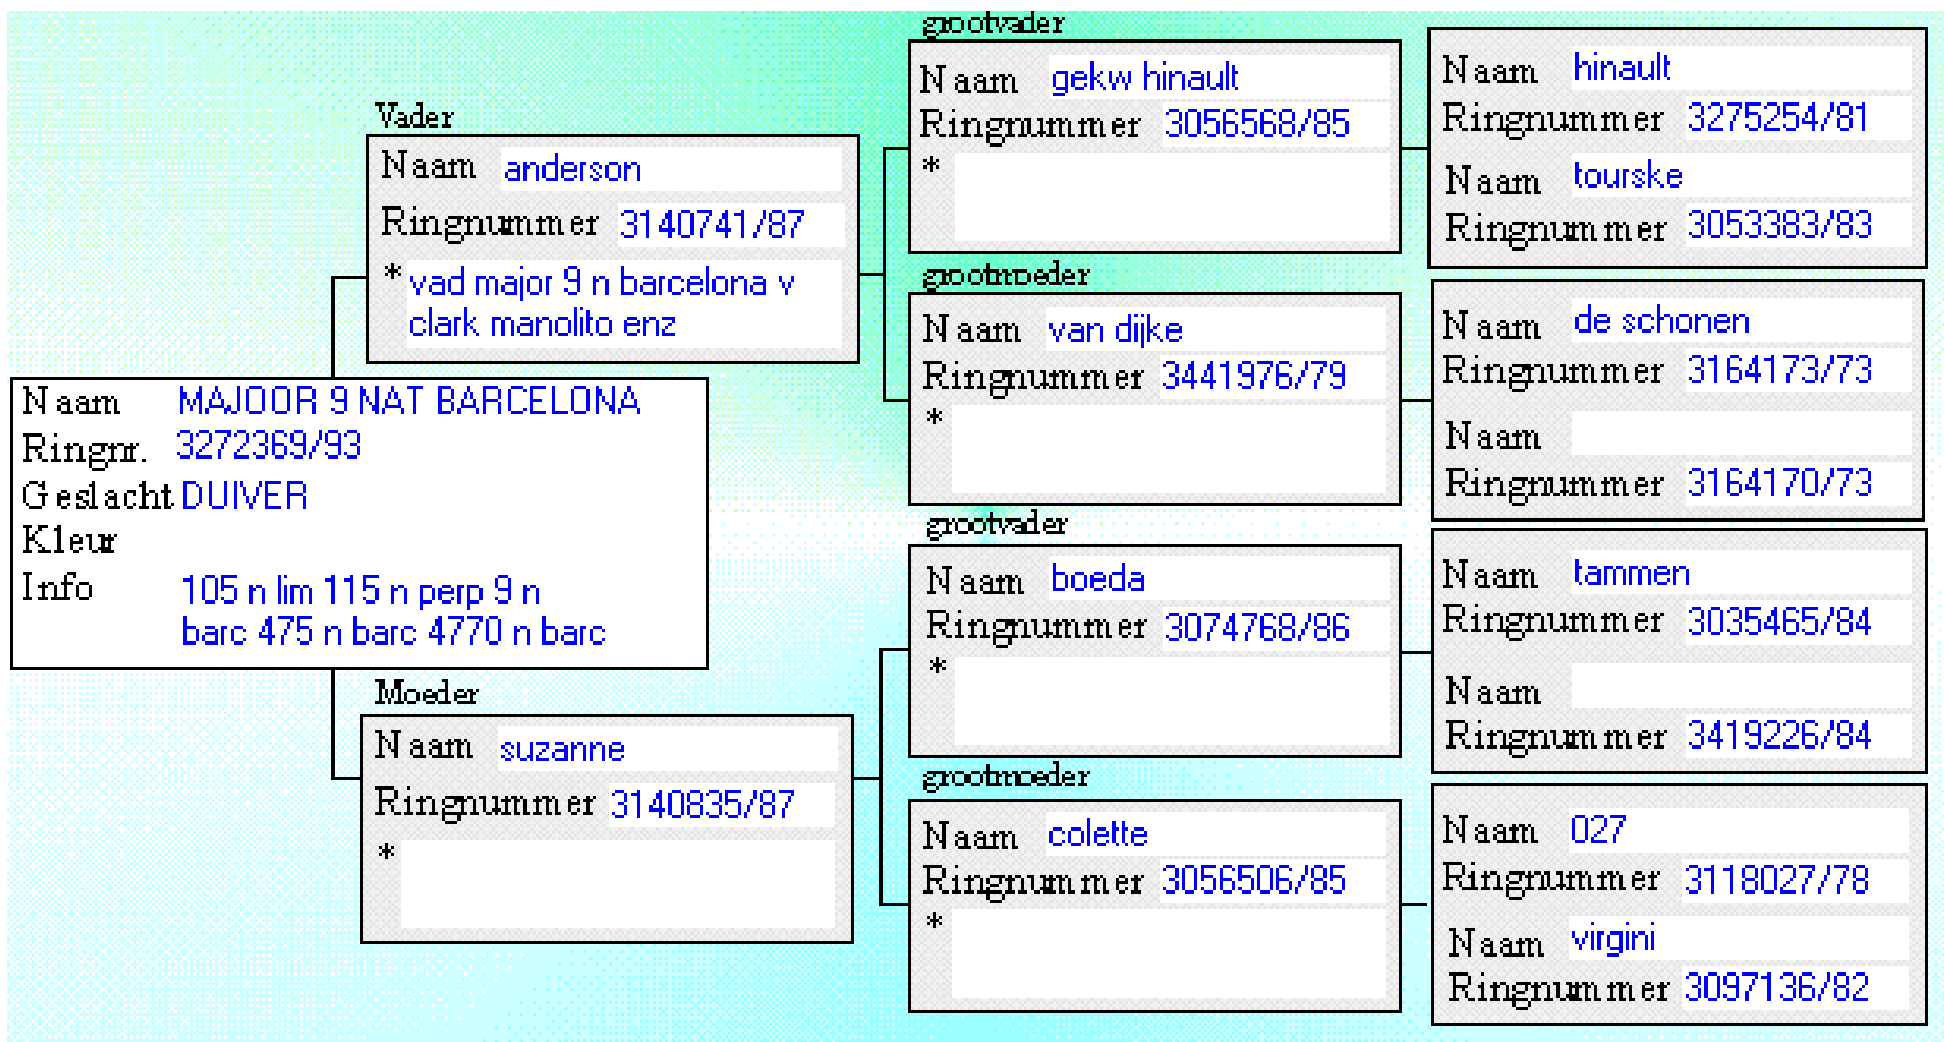 Naam MAJOOR 9 NAT BARCELONA
Ringnr. 3272369/93
Geslacht DUIVER
Kleur
Info 105 n lim 115 n perp 9 n
barc 475 n barc 4770 n barc
Vader
Naam anderson
Ringnummer 3140741/87
* vad major 9 n barcelona v
clark manolito enz
Moeder
Naam suzanne
Ringnummer 3140835/87
*
grootvader
Naam gekw hinault
Ringnummer 3056568/85
*
grootmoeder
Naam van dijke
Ringnummer 3441976/79
*
grootvader
Naam boeda
Ringnummer 3074768/86
*
grootmoeder
Naam colette
Ringnummer 3056506/85
*
Naam hinault
Ringnummer 3275254/81
Naam tourske
Ringnummer 3053383/83
Naam de schonen
Ringnummer 3164173/73
Naam
Ringnummer 3164170/73
Naam tammen
Ringnummer 3035465/84
Naam
Ringnummer 3419226/84
Naam 027
Ringnummer 3118027/78
Naam virgini
Ringnummer 3097136/82